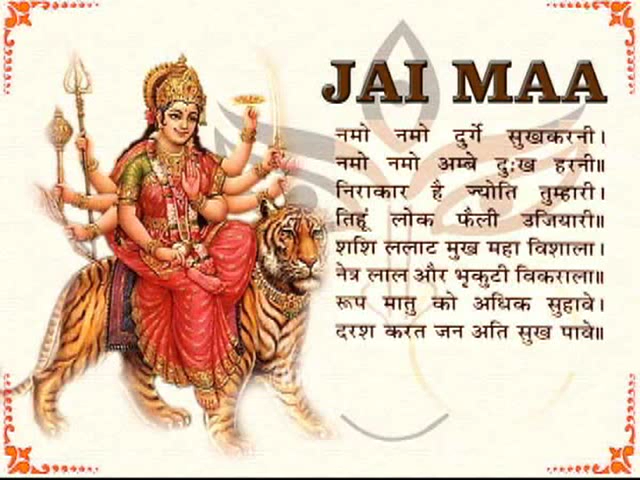 JAI MAA
नमो नमो दुर्गे सुखकरनी।
नमो नमो अम्बे दुःख हरनी॥
निराकार है ज्योति तुम्हारी।
तिहूं लोक फैली उजियारी॥
शशि ललाट मुख महा विशाला।
नेत्र लाल और भृकुटी विकराला॥
रूप मातु को अधिक सुहावे।
दरश करत जन अति सुख पावे॥